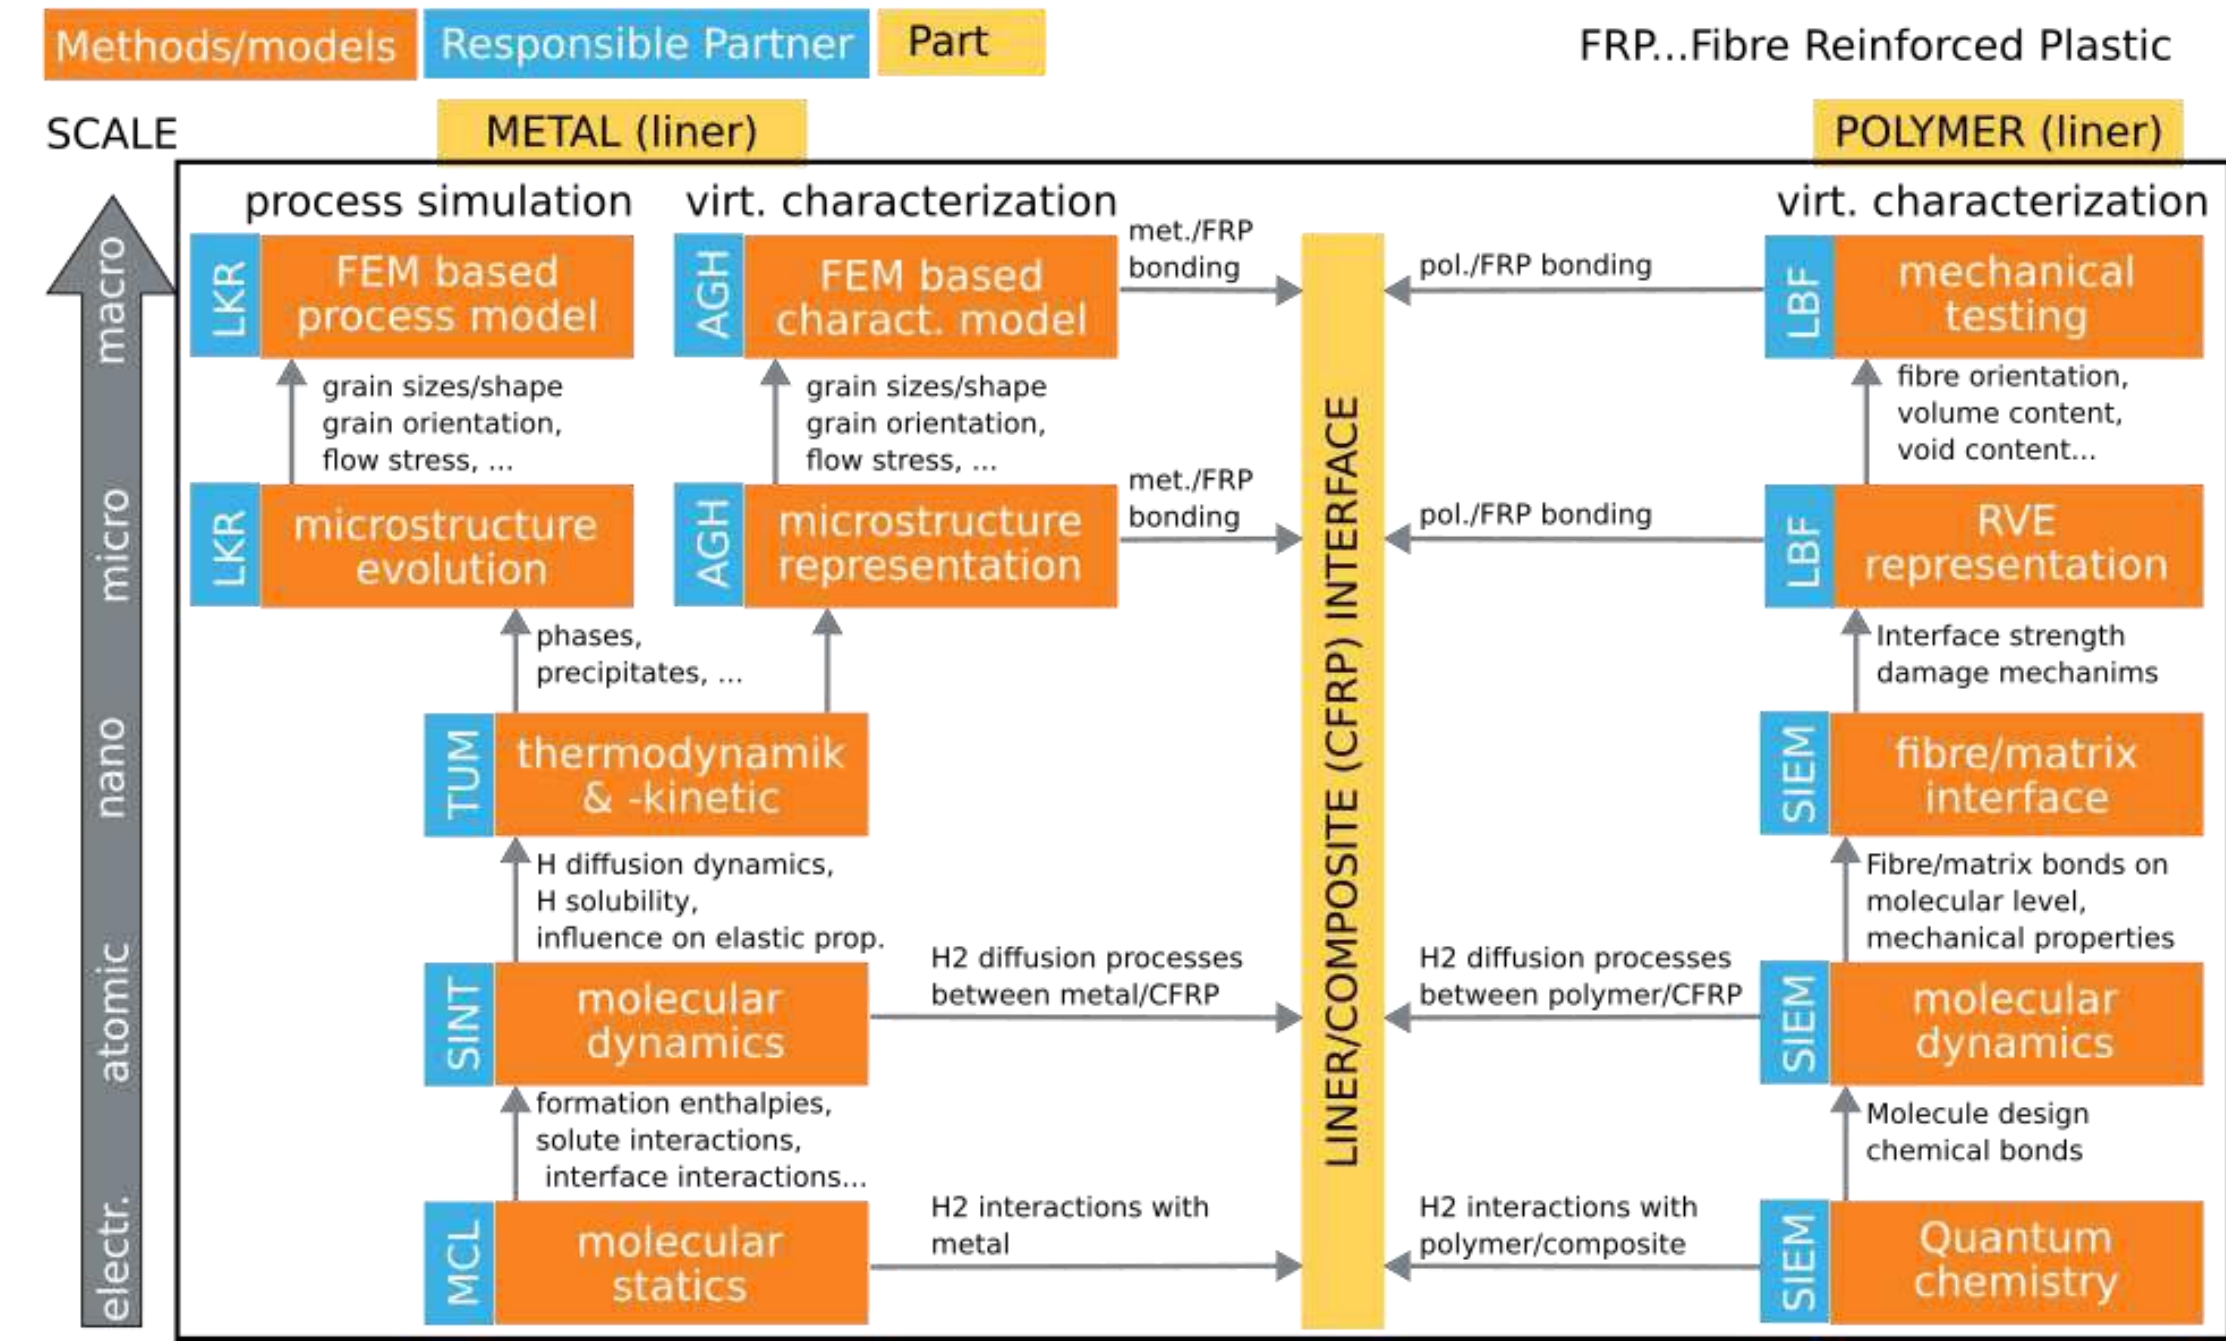 Methods/models
Responsible Partner
Part
FRP...Fibre Reinforced Plastic
SCALE
METAL (liner)
POLYMER (liner)
process simulation
virt. characterization
virt. characterization
macro
micro
nano
atomic
electr.
LKR
FEM based
process model
AGH
FEM based
charact. model
met./FRP
bonding
pol./FRP bonding
LBF
mechanical
testing
grain sizes/shape
grain orientation,
flow stress, ...
grain sizes/shape
grain orientation,
flow stress, ...
fibre orientation,
volume content,
void content...
LKR
microstructure
evolution
AGH
microstructure
representation
met./FRP
bonding
pol./FRP bonding
LBF
RVE
representation
phases,
precipitates, ...
Interface strength
damage mechanims
TUM
thermodynamik
& -kinetic
SIEM
fibre/matrix
interface
H diffusion dynamics,
H solubility,
influence on elastic prop.
Fibre/matrix bonds on
molecular level,
mechanical properties
SINT
molecular
dynamics
H2 diffusion processes
between metal/CFRP
H2 diffusion processes
between polymer/CFRP
SIEM
molecular
dynamics
formation enthalpies,
solute interactions,
interface interactions...
Molecule design
chemical bonds
MCL
molecular
statics
H2 interactions with
metal
H2 interactions with
polymer/composite
SIEM
Quantum
chemistry
LINER/COMPOSITE (CFRP) INTERFACE